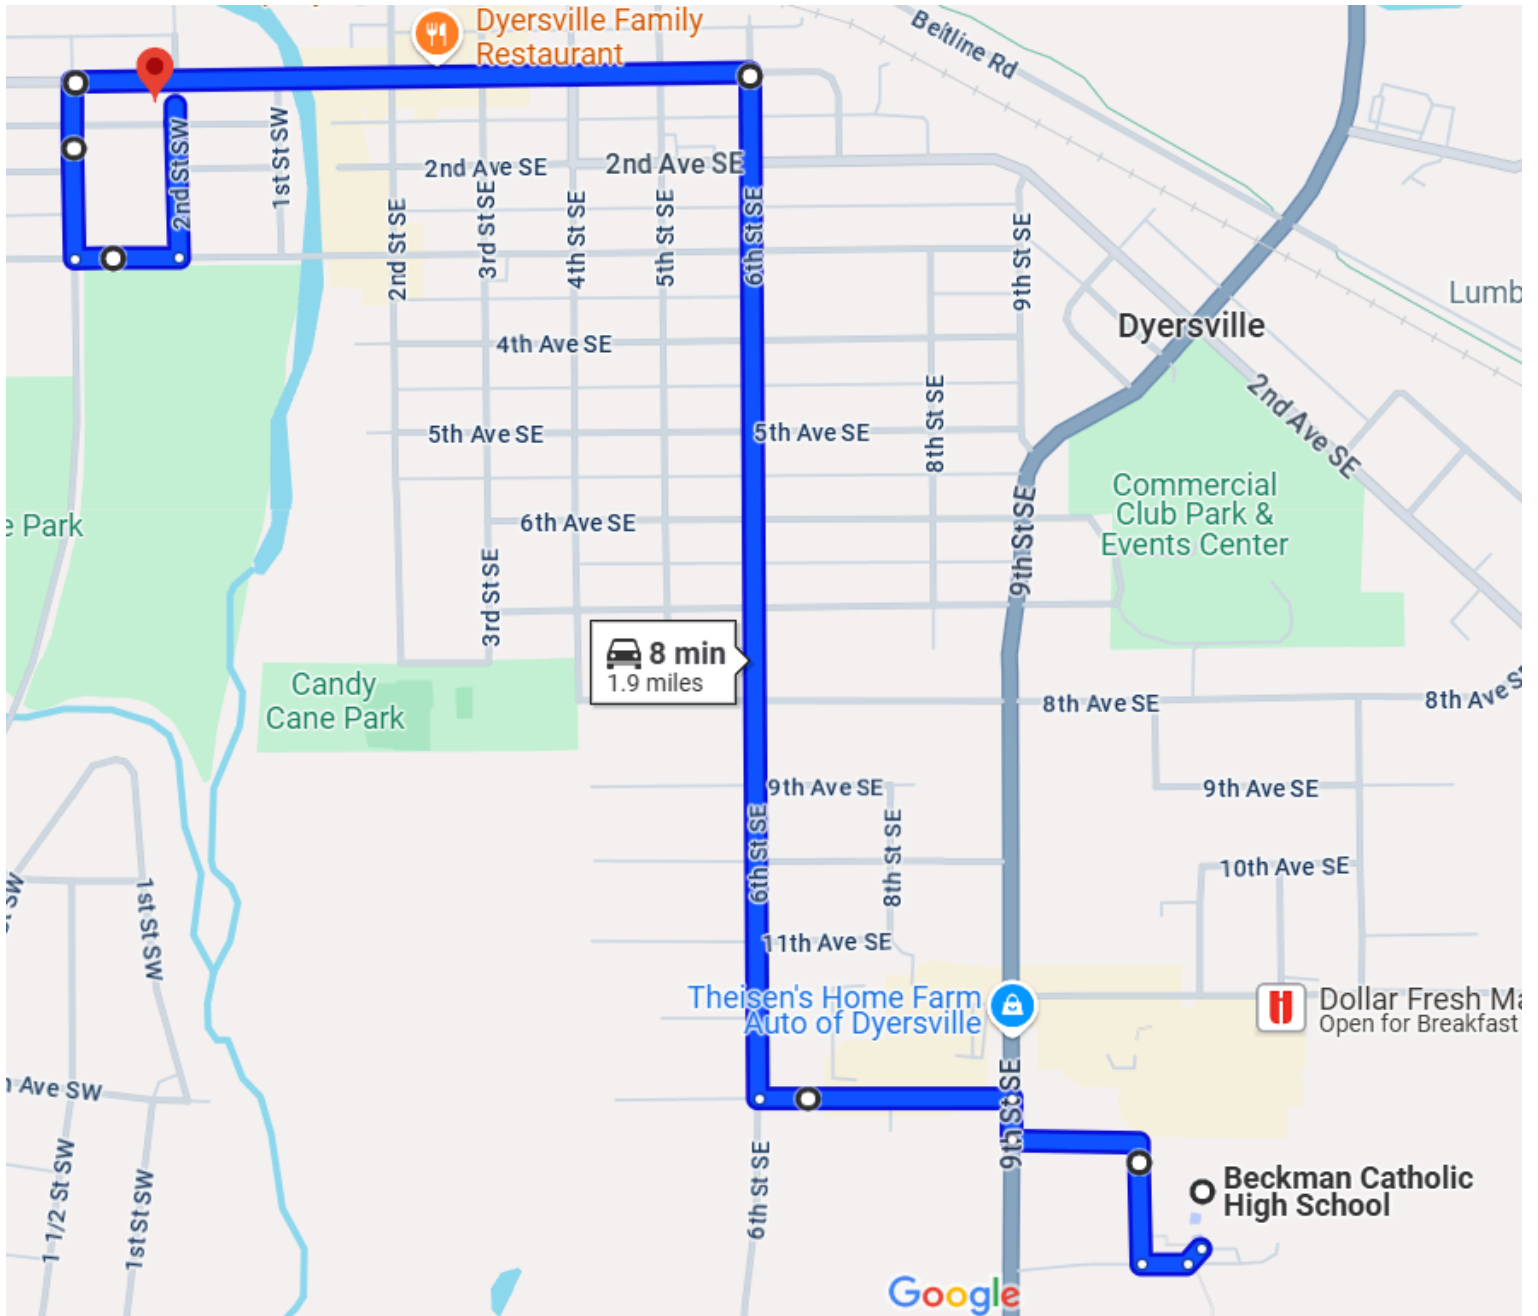 Dyersville Family
Restaurant
Beltline Rd
2nd St SW
1st St SW
2nd Ave SE
2nd Ave SE
2nd St SE
3rd St SE
4th St SE
5th St SE
6th St SE
9th St SE
Lumb
Dyersville
4th Ave SE
2nd Ave SE
8th St SE
5th Ave SE
5th Ave SE
Commercial
Club Park &
Events Center
e Park
6th Ave SE
9th St SE
3rd St SE
8 min
1.9 miles
Candy
Cane Park
8th Ave SE
8th Ave SE
9th Ave SE
9th Ave SE
6th St SE
8th St SE
10th Ave SE
1st St SW
st SW
11th Ave SE
Theisen's Home Farm
Auto of Dyersville
Dollar Fresh Ma
Open for Breakfast
h Ave SW
9th St SE
1 1/2 St SW
1st St SW
6th St SE
Beckman Catholic
High School
Google